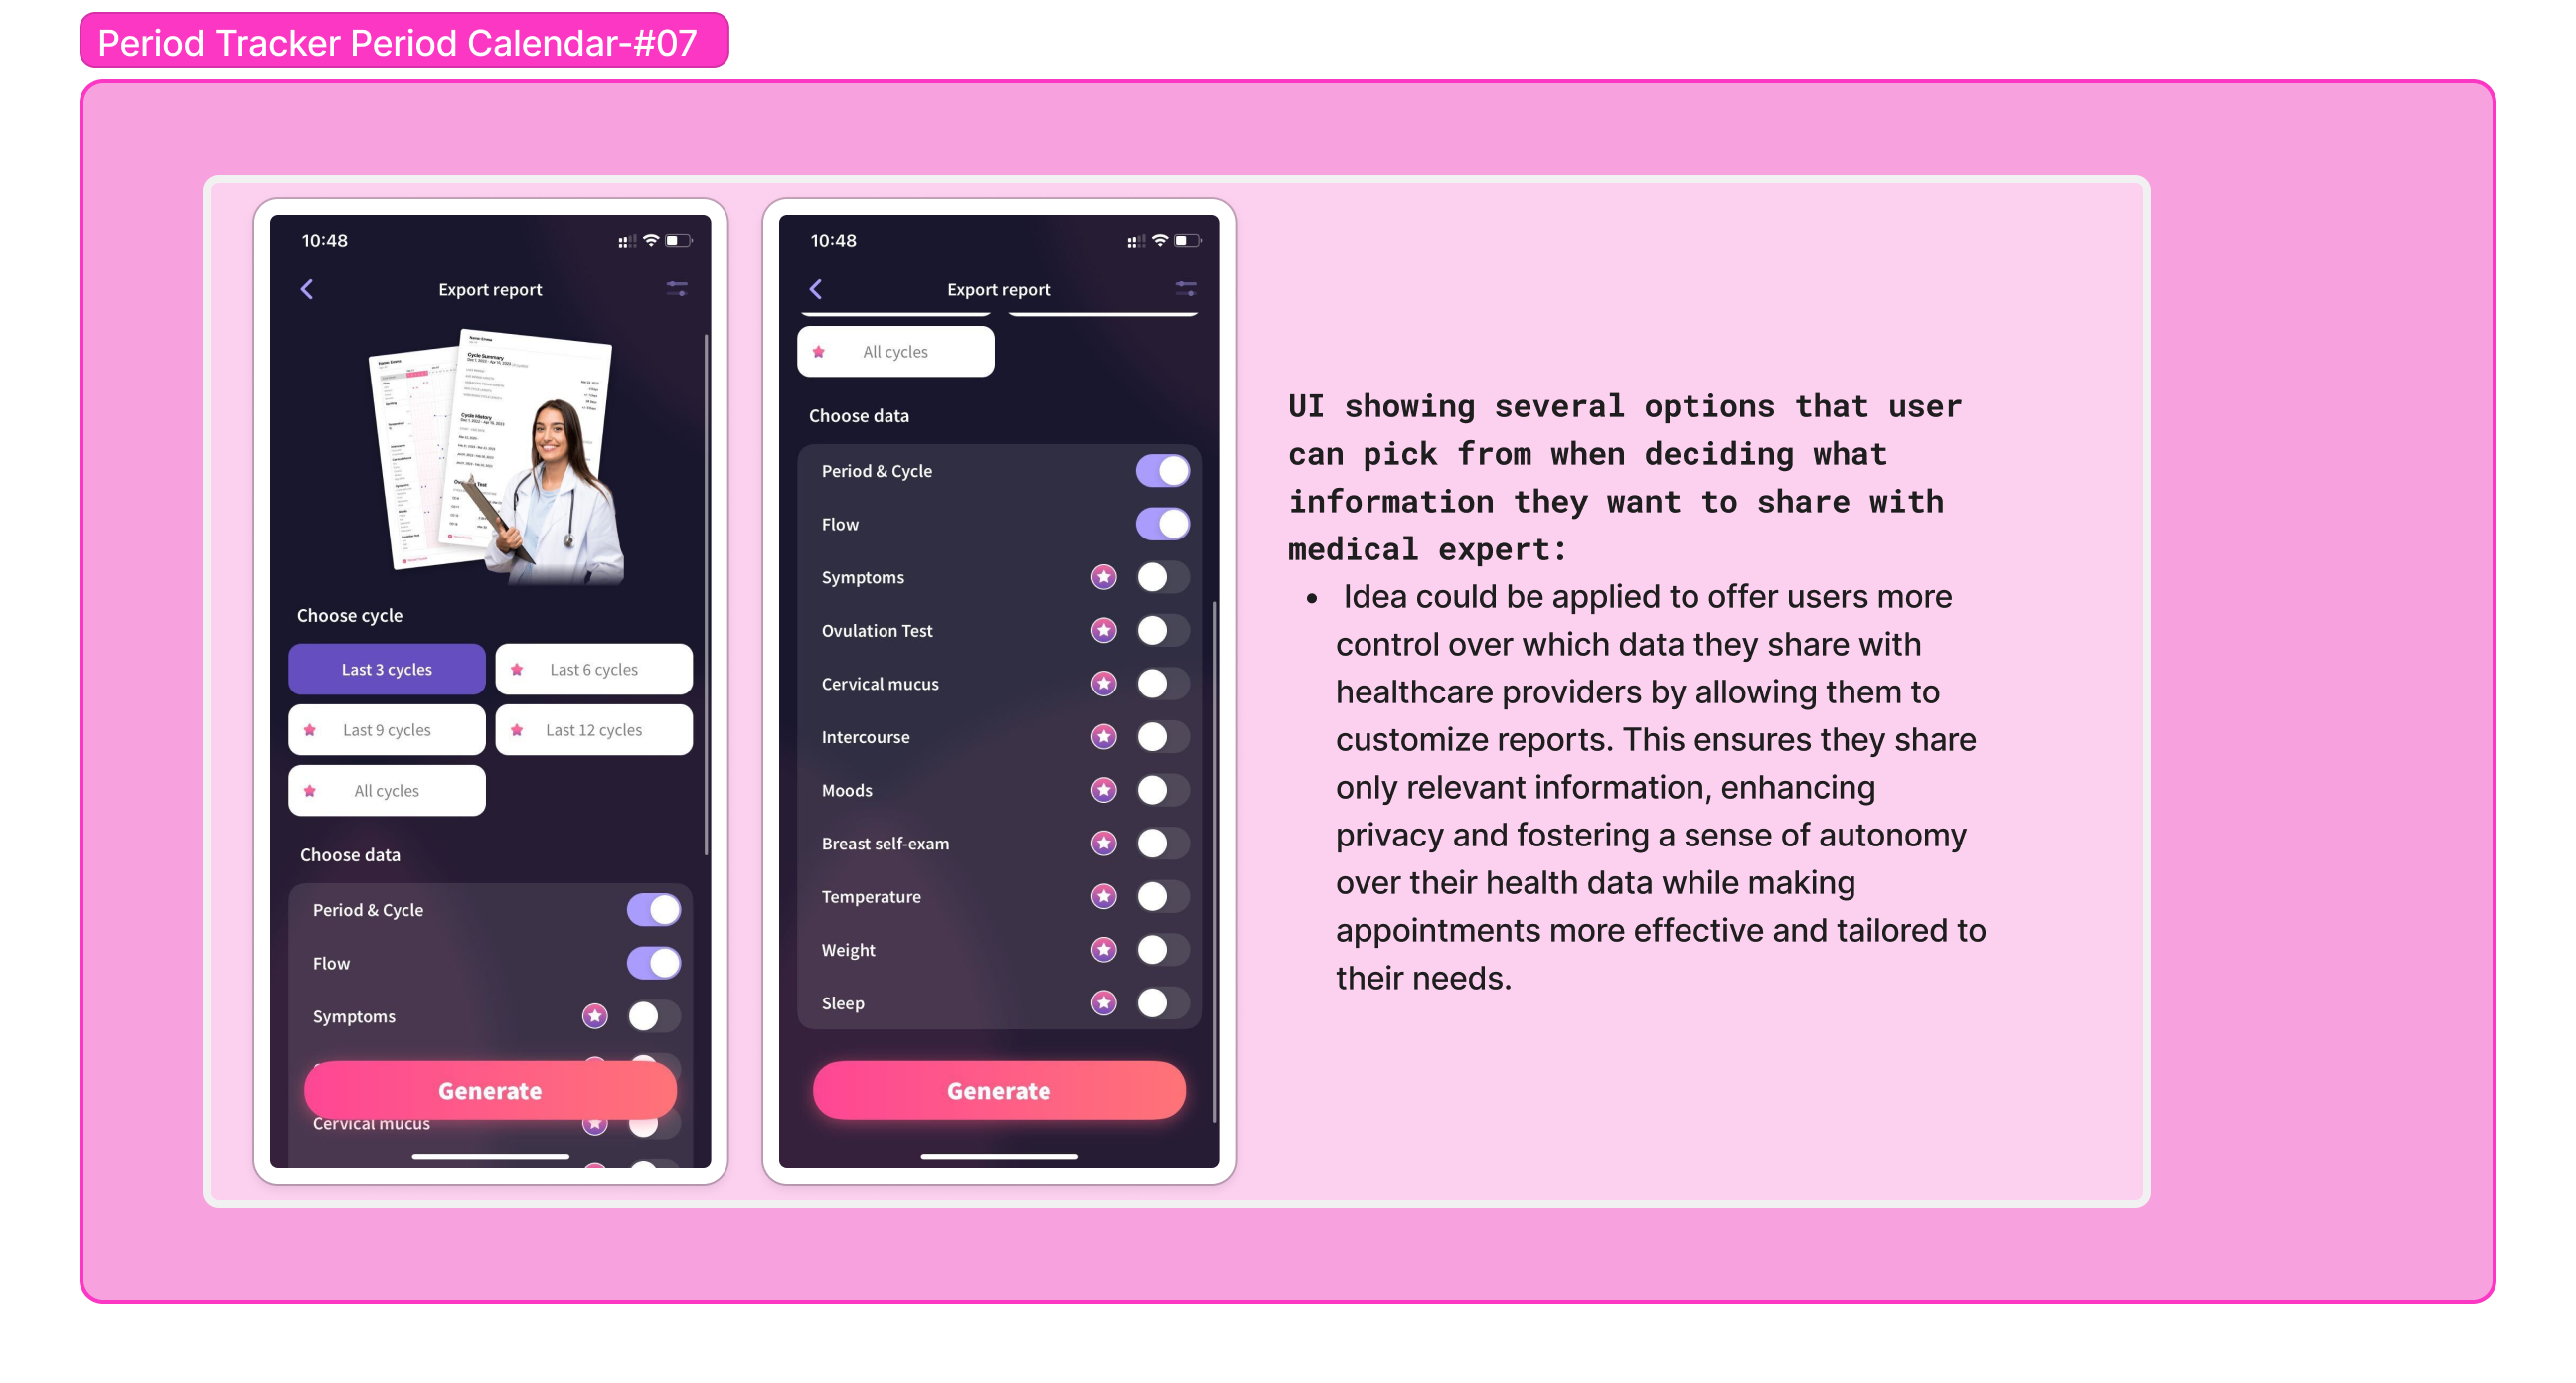 Period Tracker Period Calendar-#07
10:48
Export report
Cycle Summary
Cycle History
Choose cycle
Last 3 cycles
Last 6 cycles
Last 9 cycles
Last 12 cycles
All cycles
Choose data
Period & Cycle
Flow
Symptoms
Generate
Cervical mucus
10:48
Export report
All cycles
Choose data
Period & Cycle
Flow
Symptoms
Ovulation Test
Cervical mucus
Intercourse
Moods
Breast self-exam
Temperature
Weight
Sleep
Generate
UI showing several options that user
can pick from when deciding what
information they want to share with
medical expert:
• Idea could be applied to offer users more
control over which data they share with
healthcare providers by allowing them to
customize reports. This ensures they share
only relevant information, enhancing
privacy and fostering a sense of autonomy
over their health data while making
appointments more effective and tailored to
their needs.